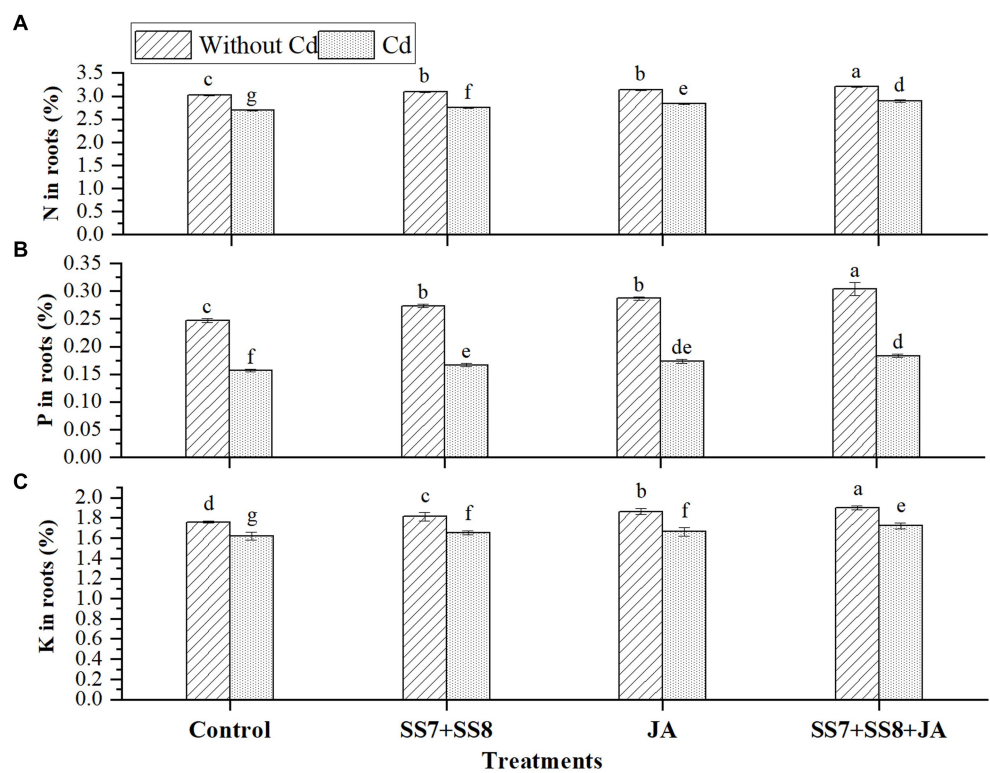 A
Without Cd Cd
N in roots (%)
3.5
3.0
2.5
2.0
1.5
1.0
0.5
0.0
c g b f b e a d
B
P in roots (%)
0.35
0.30
0.25
0.20
0.15
0.10
0.05
0.00
c f b e b de a d
C
K in roots (%)
2.0
1.8
1.6
1.4
1.2
1.0
0.8
0.6
0.4
0.2
0.0
d g c f b f a e
Control SS7+SS8 JA SS7+SS8+JA
Treatments